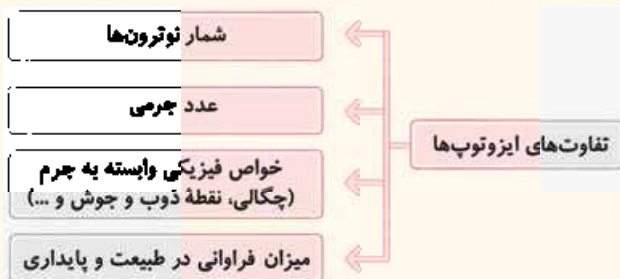 تفاوت‌های ایزوتوپ‌ها
شمار نوترون‌ها
عدد جرمی
خواص فیزیکی وابسته به جرم
(چگالی، نقطهٔ ذوب و جوش و ...)
میزان فراوانی در طبیعت و پایداری